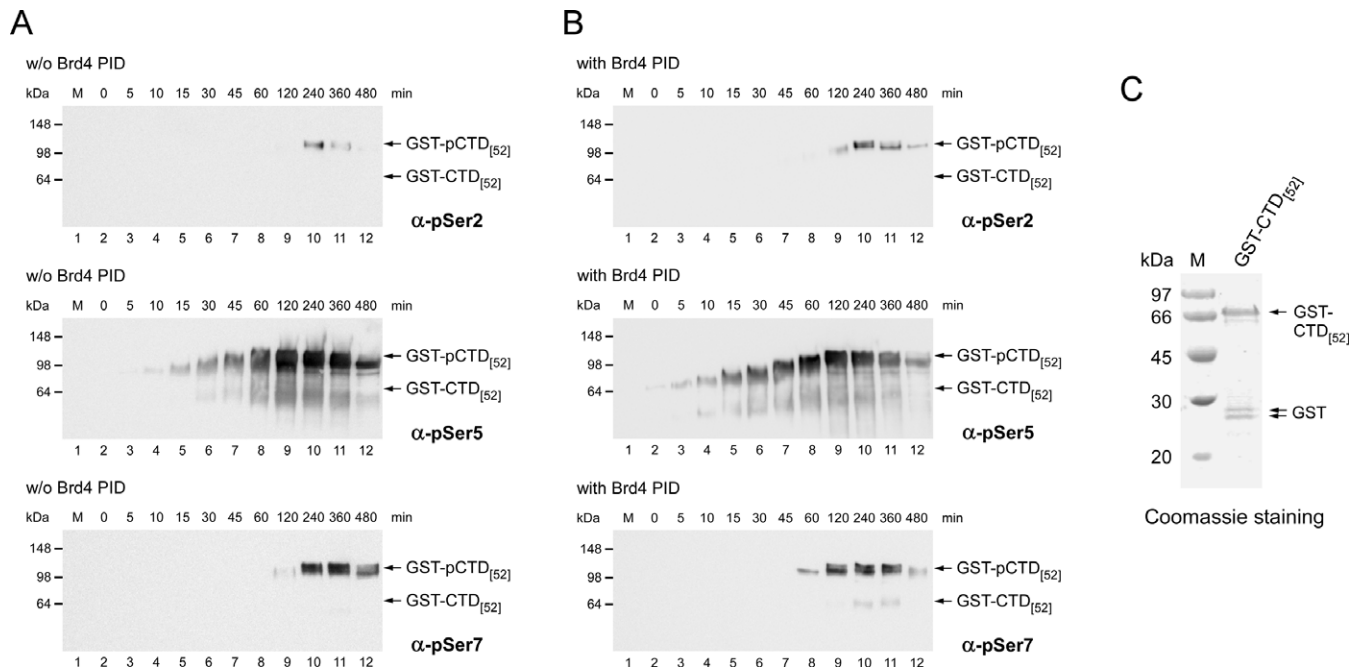 A
w/o Brd4 PID
kDa M 0 5 10 15 30 45 60 120 240 360 480 min
148
98
64
GST-pCTD[52]
GST-CTD[52]
α-pSer2
1 2 3 4 5 6 7 8 9 10 11 12
w/o Brd4 PID
kDa M 0 5 10 15 30 45 60 120 240 360 480 min
148
98
64
GST-pCTD[52]
GST-CTD[52]
α-pSer5
1 2 3 4 5 6 7 8 9 10 11 12
w/o Brd4 PID
kDa M 0 5 10 15 30 45 60 120 240 360 480 min
148
98
64
GST-pCTD[52]
GST-CTD[52]
α-pSer7
1 2 3 4 5 6 7 8 9 10 11 12
B
with Brd4 PID
kDa M 0 5 10 15 30 45 60 120 240 360 480 min
148
98
64
GST-pCTD[52]
GST-CTD[52]
α-pSer2
1 2 3 4 5 6 7 8 9 10 11 12
with Brd4 PID
kDa M 0 5 10 15 30 45 60 120 240 360 480 min
148
98
64
GST-pCTD[52]
GST-CTD[52]
α-pSer5
1 2 3 4 5 6 7 8 9 10 11 12
with Brd4 PID
kDa M 0 5 10 15 30 45 60 120 240 360 480 min
148
98
64
GST-pCTD[52]
GST-CTD[52]
α-pSer7
1 2 3 4 5 6 7 8 9 10 11 12
C
kDa M GST-CTD[52]
97
66
45
30
20
GST-
CTD[52]
GST
Coomassie staining